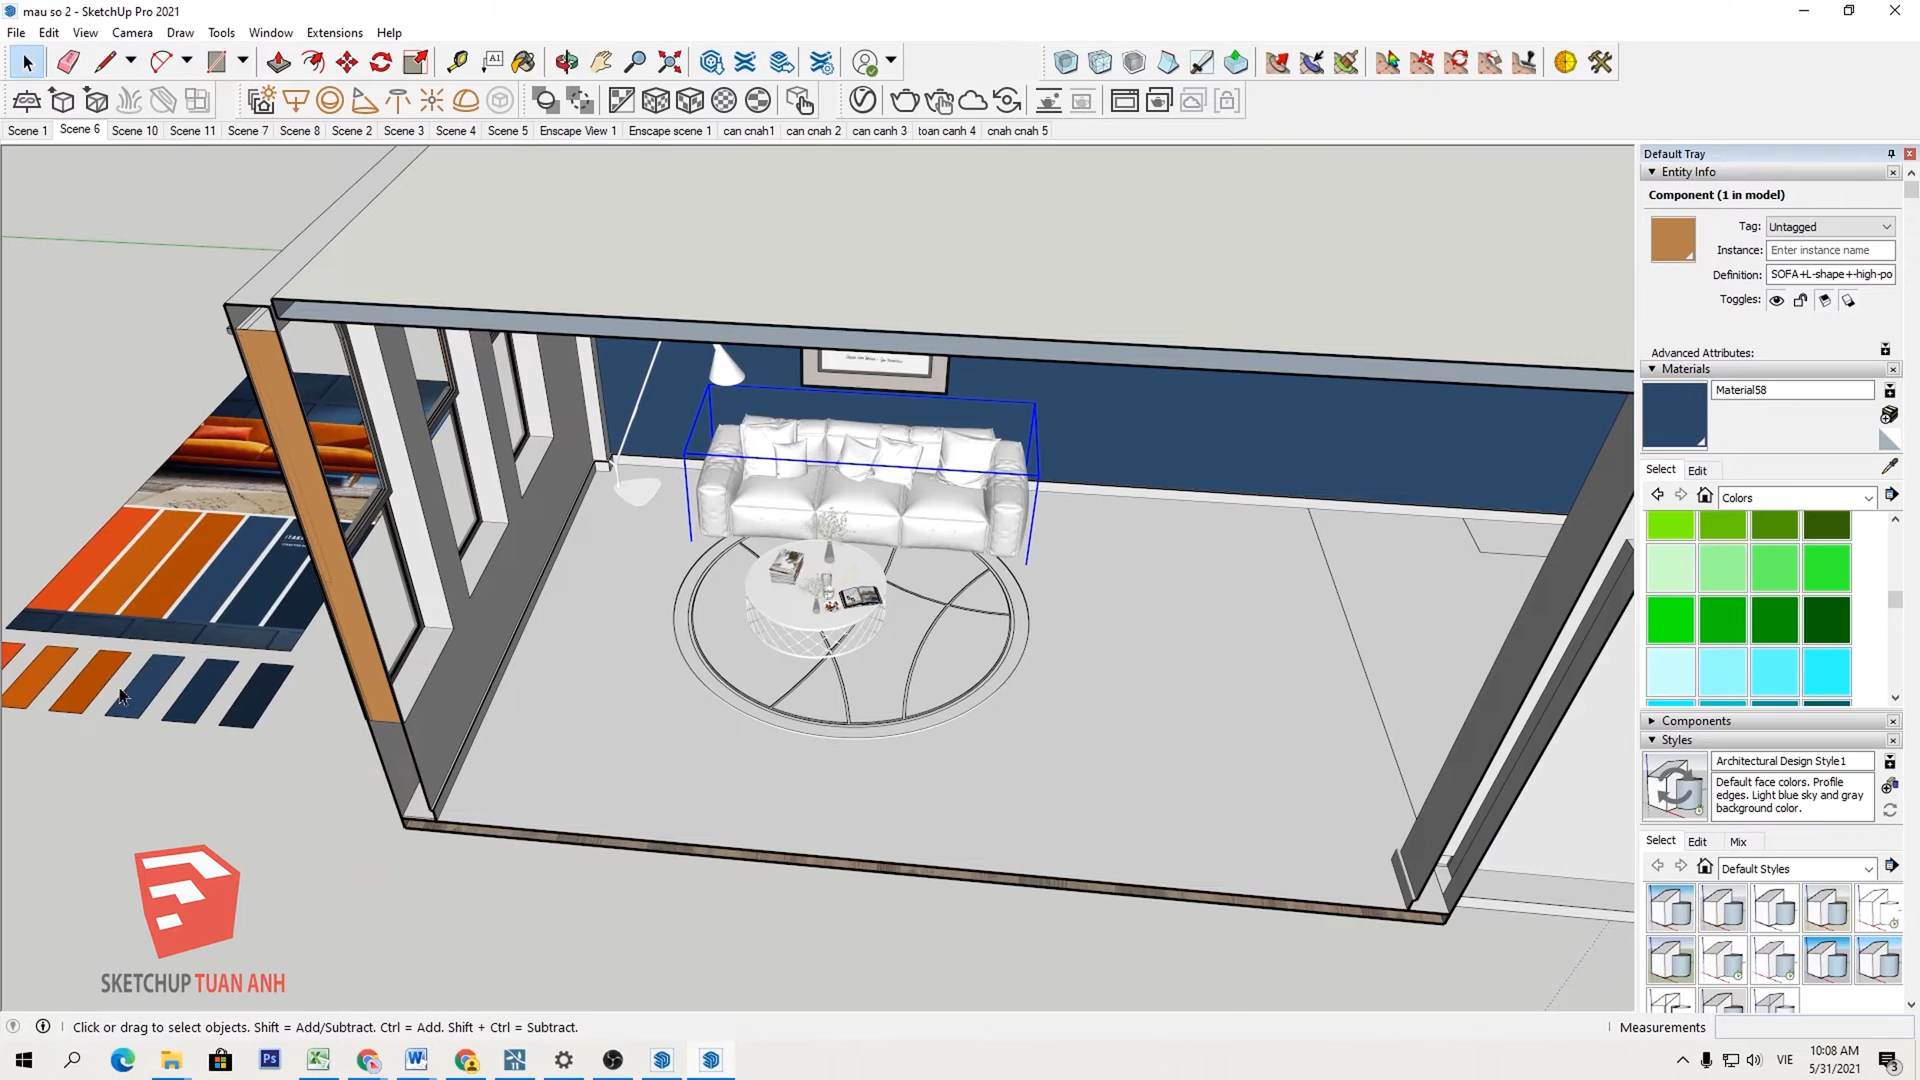 mau so 2 - SketchUp Pro 2021
File Edit View Camera Draw Tools Window Extensions Help
A1
Scene 1 Scene 6 Scene 10 Scene 11 Scene 7 Scene 8 Scene 2 Scene 3 Scene 4 Scene 5 Enscape View 1 Enscape scene 1 can cnah1 can cnah 2 can canh 3 toan canh 4 cnah cnah 5
Default Tray
Entity Info
Component (1 in model)
Tag: Untagged
Instance: Enter instance name
Definition: SOFA+L-shape+-high-po
Toggles:
Advanced Attributes:
Materials
Material58
Select Edit
Colors
Components
Styles
Architectural Design Style1
Default face colors. Profile
edges. Light blue sky and gray
background color.
Select Edit Mix
Default Styles
SKETCHUP TUAN ANH
Click or drag to select objects. Shift = Add/Subtract. Ctrl = Add. Shift + Ctrl = Subtract.
Measurements
Ps
VIE
10:08 AM
5/31/2021
3